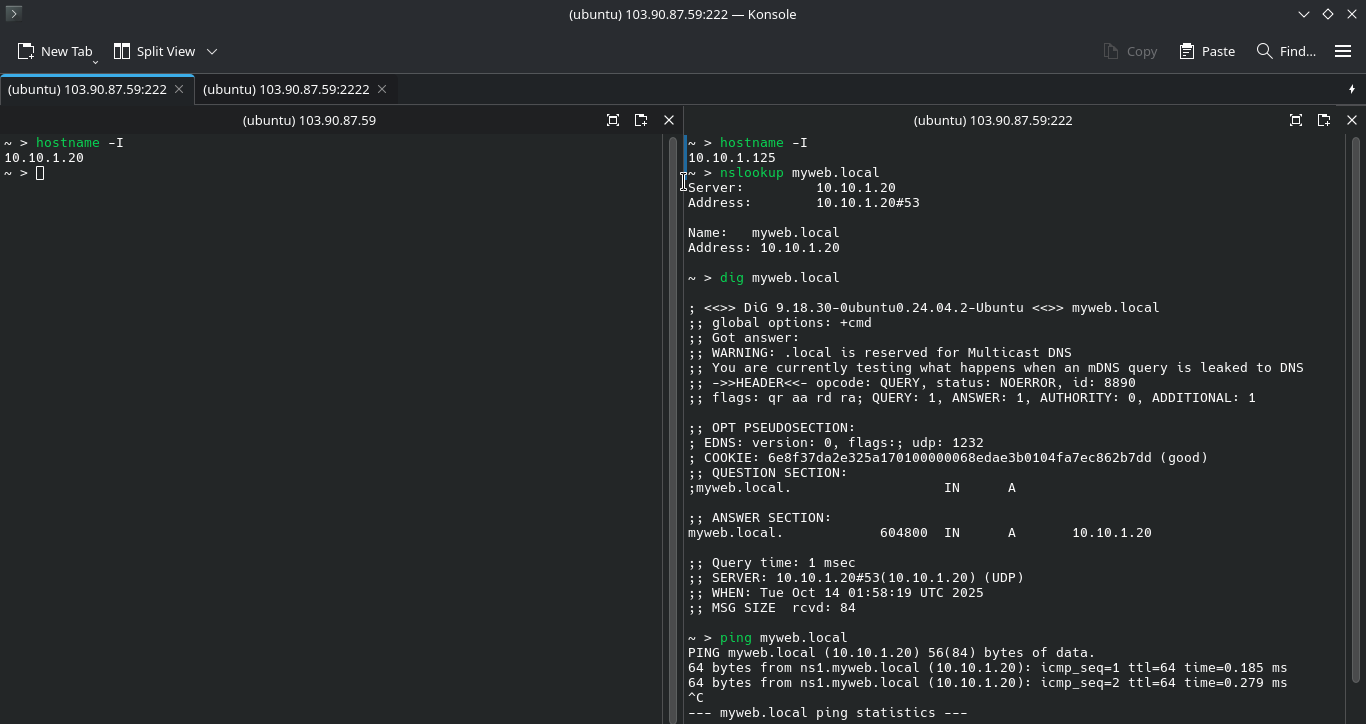 (ubuntu) 103.90.87.59:222 — Konsole
New Tab
Split View
Copy
Paste
Find...
(ubuntu) 103.90.87.59:222
(ubuntu) 103.90.87.59:2222
(ubuntu) 103.90.87.59
~ > hostname -I
10.10.1.20
~ >
(ubuntu) 103.90.87.59:222
~ > hostname -I
10.10.1.125
~ > nslookup myweb.local
Server:         10.10.1.20
Address:        10.10.1.20#53

Name:   myweb.local
Address: 10.10.1.20

~ > dig myweb.local

; <<>> DiG 9.18.30-0ubuntu0.24.04.2-Ubuntu <<>> myweb.local
;; global options: +cmd
;; Got answer:
;; WARNING: .local is reserved for Multicast DNS
;; You are currently testing what happens when an mDNS query is leaked to DNS
;; ->>HEADER<<- opcode: QUERY, status: NOERROR, id: 8890
;; flags: qr aa rd ra; QUERY: 1, ANSWER: 1, AUTHORITY: 0, ADDITIONAL: 1

;; OPT PSEUDOSECTION:
; EDNS: version: 0, flags:; udp: 1232
; COOKIE: 6e8f37da2e325a170100000068edae3b0104fa7ec862b7dd (good)
;; QUESTION SECTION:
;myweb.local.                   IN      A

;; ANSWER SECTION:
myweb.local.            604800  IN      A       10.10.1.20

;; Query time: 1 msec
;; SERVER: 10.10.1.20#53(10.10.1.20) (UDP)
;; WHEN: Tue Oct 14 01:58:19 UTC 2025
;; MSG SIZE  rcvd: 84

~ > ping myweb.local
PING myweb.local (10.10.1.20) 56(84) bytes of data.
64 bytes from ns1.myweb.local (10.10.1.20): icmp_seq=1 ttl=64 time=0.185 ms
64 bytes from ns1.myweb.local (10.10.1.20): icmp_seq=2 ttl=64 time=0.279 ms
^C
--- myweb.local ping statistics ---